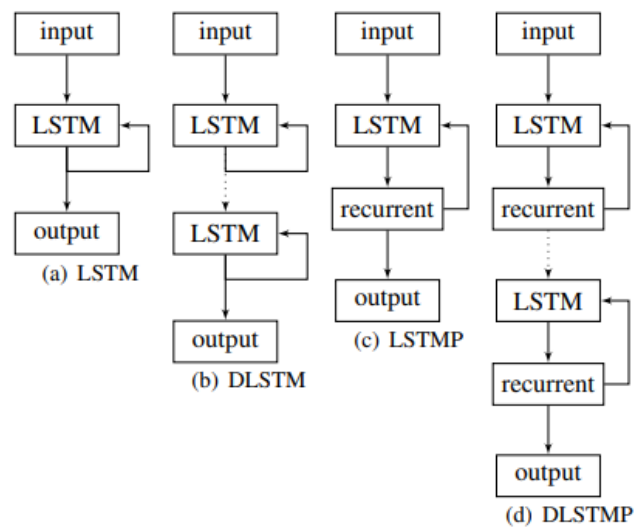 input
LSTM
output
(a) LSTM
input
LSTM
LSTM
output
(b) DLSTM
input
LSTM
recurrent
output
(c) LSTMP
input
LSTM
recurrent
LSTM
recurrent
output
(d) DLSTMP